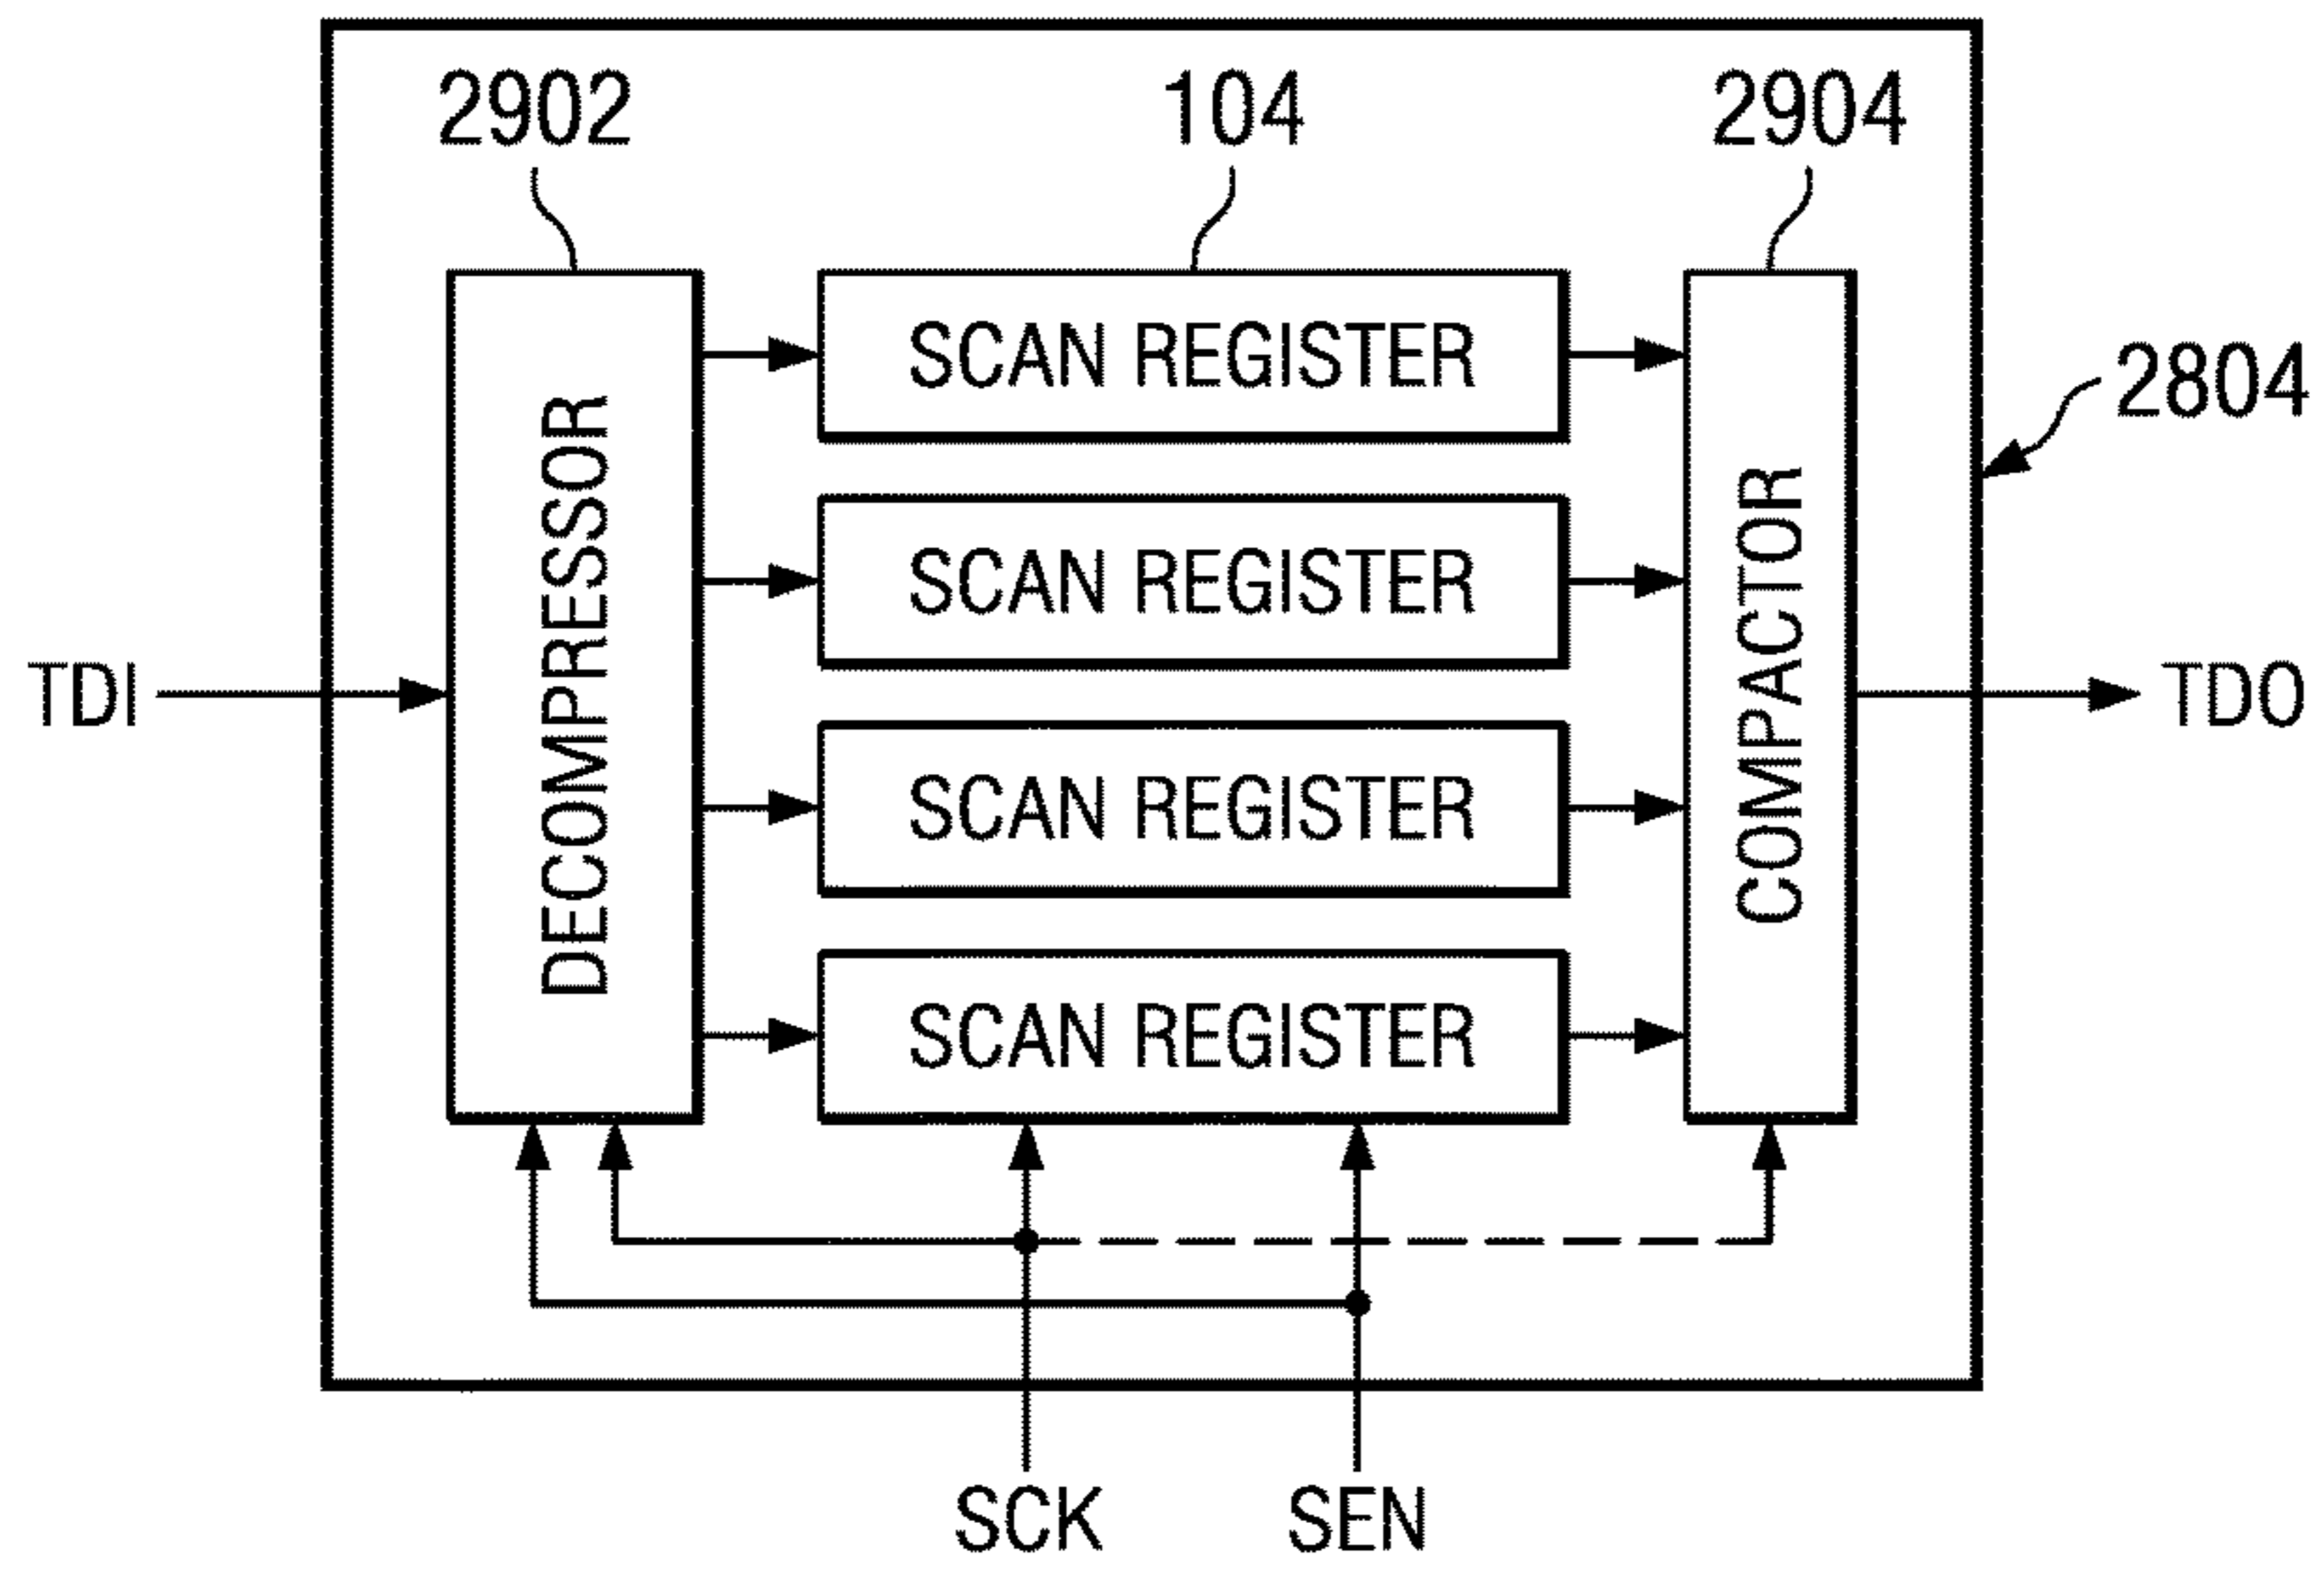 2902
104
2904
2804
SCAN REGISTER
SCAN REGISTER
SCAN REGISTER
SCAN REGISTER
DECOMPRESSOR
COMPACTOR
TDI
TDO
SCK
SEN